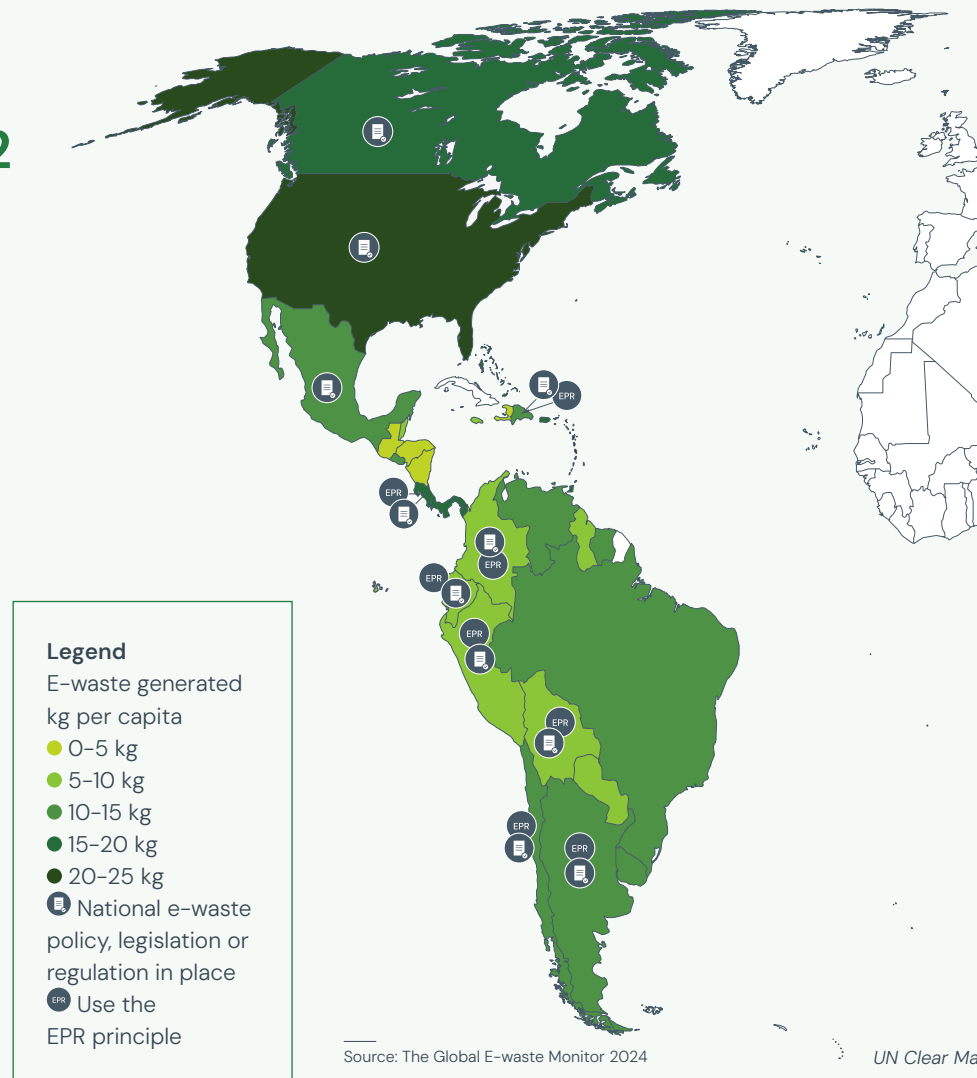 2
EPR
EPR
EPR
EPR
EPR
EPR
EPR
EPR
Legend
E-waste generated
kg per capita
0-5 kg
5-10 kg
10-15 kg
15-20 kg
20-25 kg
National e-waste
policy, legislation or
regulation in place
EPR Use the
EPR principle
Source: The Global E-waste Monitor 2024
UN Clear Ma